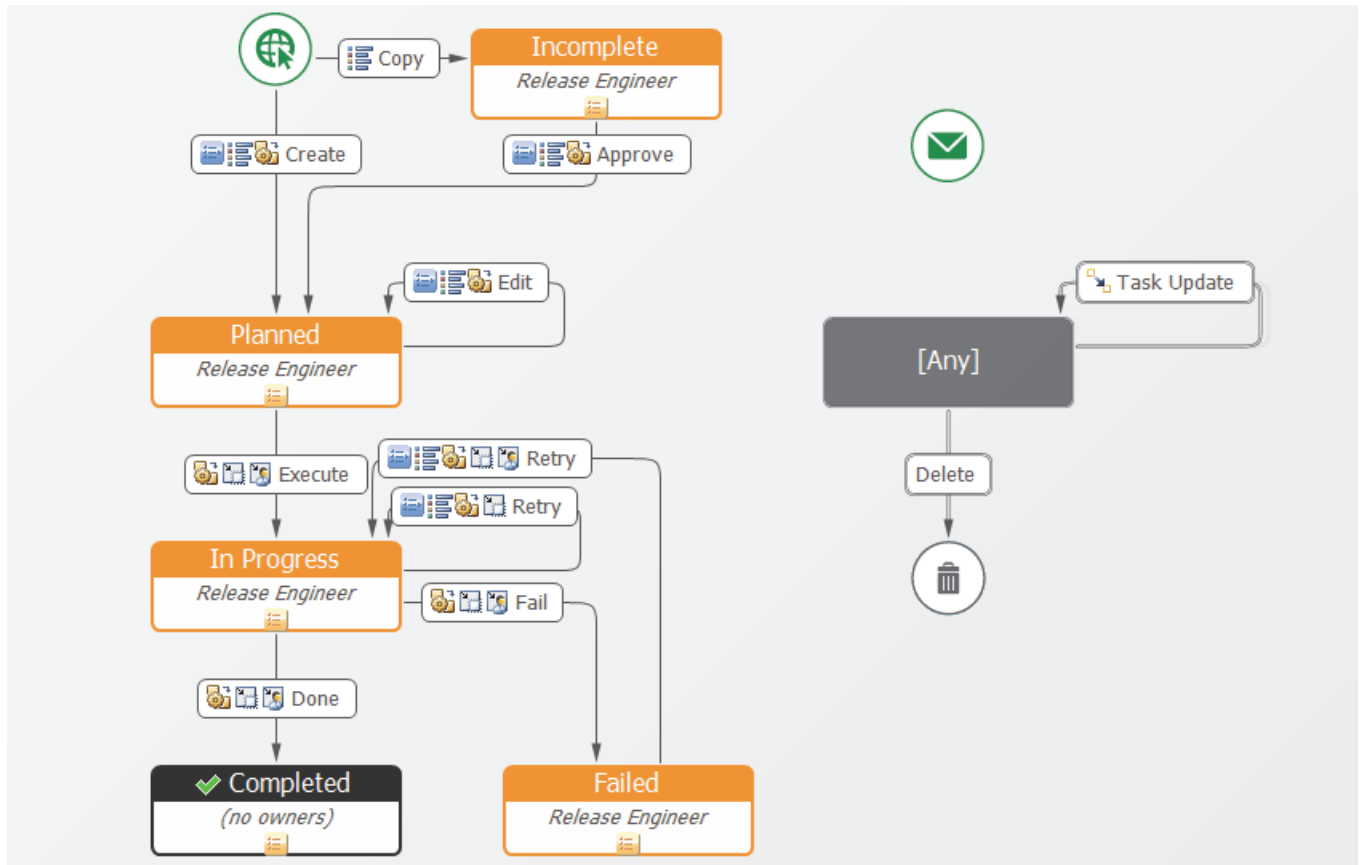 Incomplete
Copy
Release Engineer
Create
Approve
Edit
Task Update
Planned
Release Engineer
[Any]
Retry
Execute
Delete
Retry
In Progress
Release Engineer
Fail
Done
Completed
(no owners)
Failed
Release Engineer